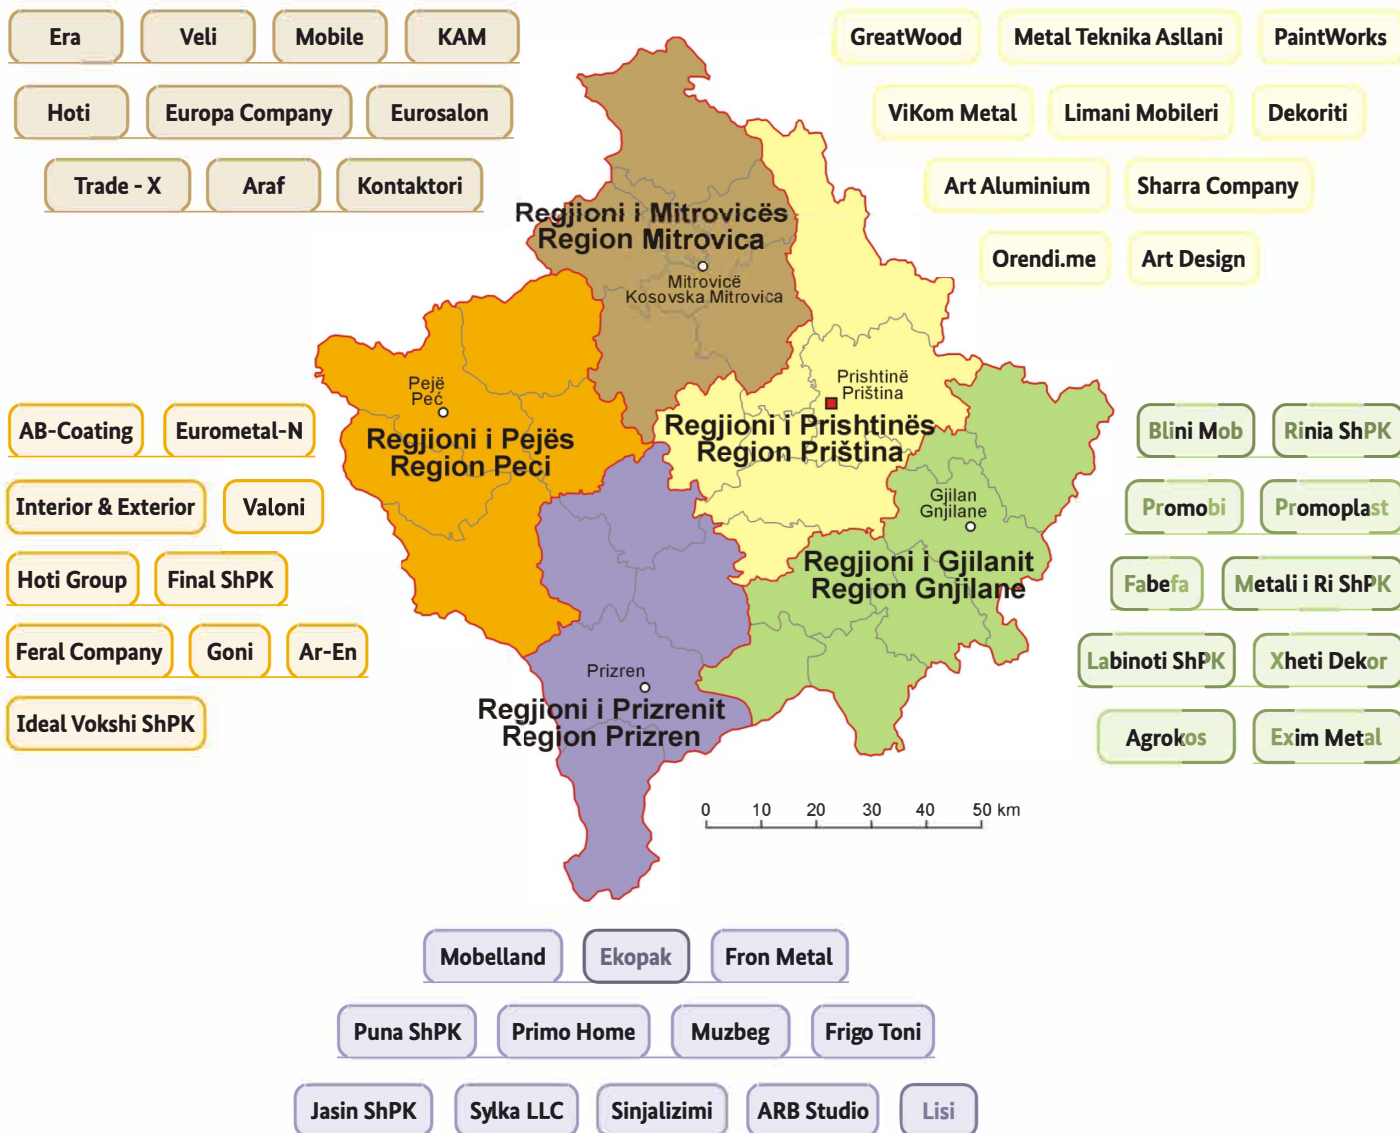 Era Veli Mobile KAM
Hoti Europa Company Eurosalon
Trade - X Araf Kontaktori
GreatWood Metal Teknika Asllani PaintWorks
ViKom Metal Limani Mobileri Dekoriti
Art Aluminium Sharra Company
Orendi.me Art Design
Regjioni i Mitrovicës
Region Mitrovica
Mitrovicë
Kosovska Mitrovica
Pejë
Peć
Regjioni i Pejës
Region Peci
Prishtinë
Priština
Regjioni i Prishtinës
Region Priština
Gjilan
Gnjilane
Regjioni i Gjilanit
Region Gnjilane
Prizren
Regjioni i Prizrenit
Region Prizren
0 10 20 30 40 50 km
AB-Coating Eurometal-N
Interior & Exterior Valoni
Hoti Group Final ShPK
Feral Company Goni Ar-En
Ideal Vokshi ShPK
Blini Mob Rinia ShPK
Promobi Promoplast
Fabefa Metali i Ri ShPK
Labinoti ShPK Xheti Dekor
Agrokos Exim Metal
Mobelland Ekopak Fron Metal
Puna ShPK Primo Home Muzbeg Frigo Toni
Jasin ShPK Sylka LLC Sinjalizimi ARB Studio Lisi